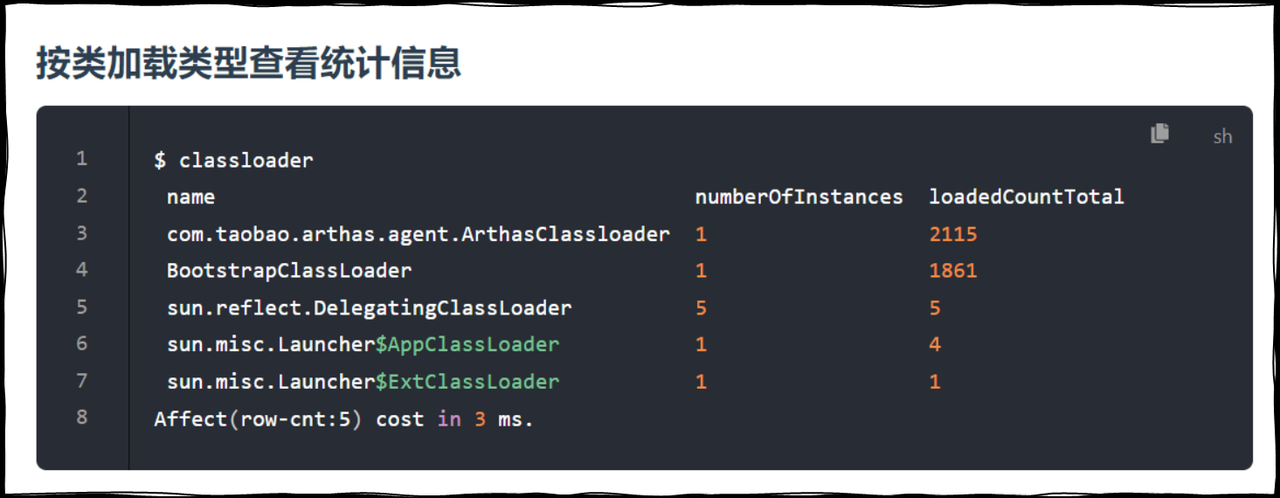 按类加载类型查看统计信息
sh
1 $ classloader
2 name numberOfInstances loadedCountTotal
3 com.taobao.arthas.agent.ArthasClassloader 1 2115
4 BootstrapClassLoader 1 1861
5 sun.reflect.DelegatingClassLoader 5 5
6 sun.misc.Launcher$AppClassLoader 1 4
7 sun.misc.Launcher$ExtClassLoader 1 1
8 Affect(row-cnt:5) cost in 3 ms.